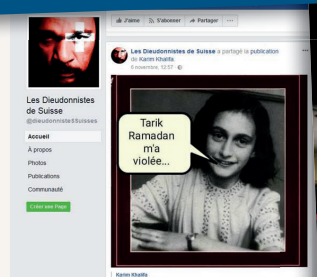 J'aime S'abonner Partager ...
Les Dieudonnistes de Suisse a partagé la publication
de Karim Khalifa.
6 novembre, 12:57
Tarik
Ramadan
m'a
violée...
Les Dieudonnistes
de Suisse
@dieudonnisteSSuisses
Accueil
À propos
Photos
Publications
Communauté
Créer une Page
Karim Khalifa